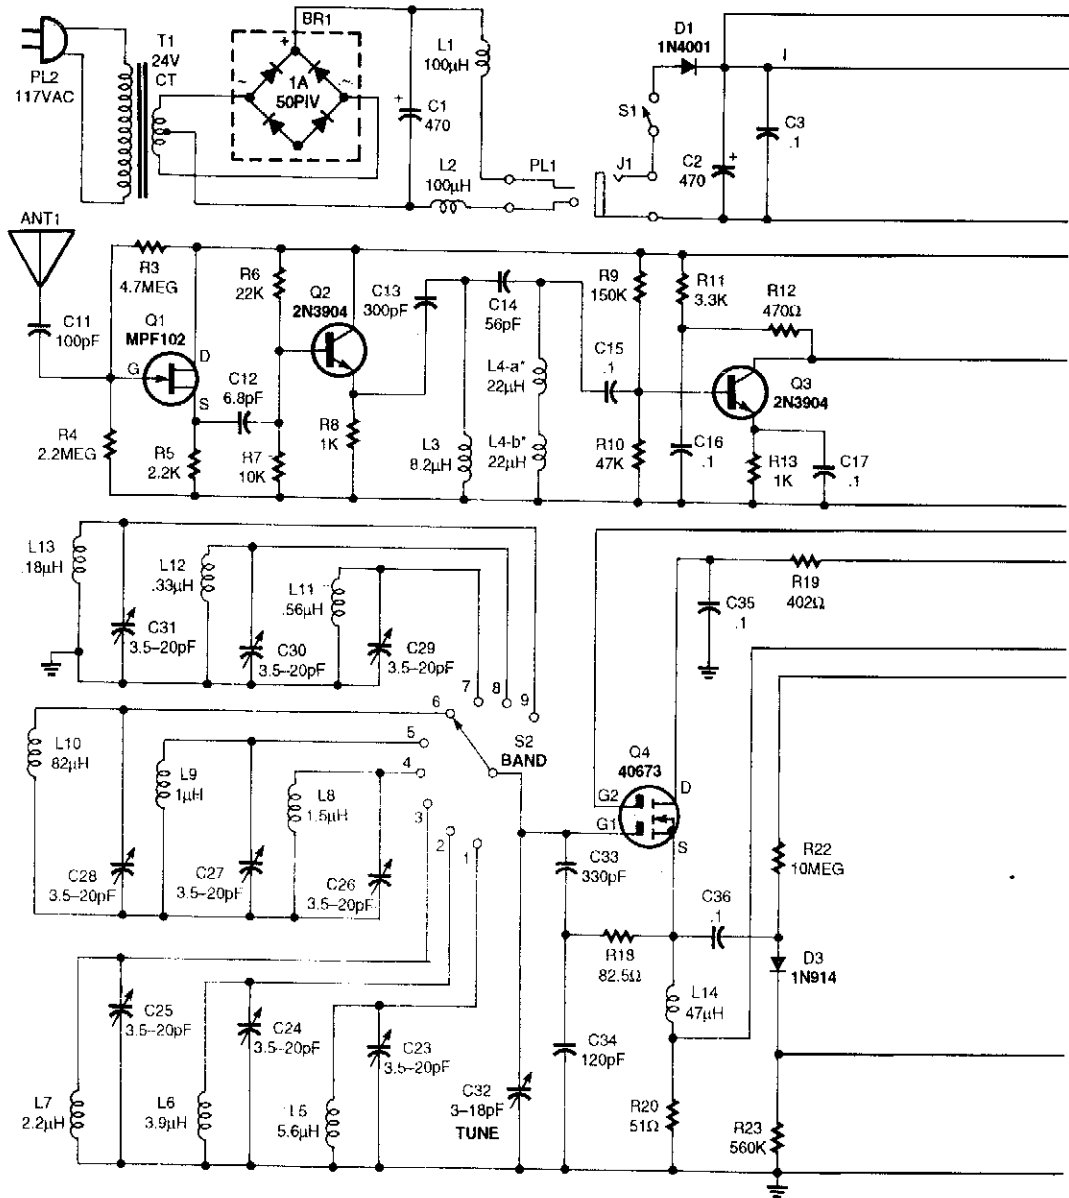 PL2
117VAC
T1
24V
CT
BR1
+
~
~
1A
50PIV
+
C1
470
L1
100µH
L2
100µH
PL1
J1
S1
D1
1N4001
+
C2
470
C3
.1
ANT1
C11
100pF
R3
4.7MEG
Q1
MPF102
G
D
S
R4
2.2MEG
R5
2.2K
C12
6.8pF
R6
22K
R7
10K
Q2
2N3904
R8
1K
C13
300pF
L3
8.2µH
C14
56pF
L4-a*
22µH
L4-b*
22µH
C15
.1
R9
150K
R10
47K
R11
3.3K
C16
.1
R12
470Ω
Q3
2N3904
R13
1K
C17
.1
L13
.18µH
C31
3.5–20pF
L12
.33µH
C30
3.5–20pF
L11
.56µH
C29
3.5–20pF
7
8
9
6
5
4
3
2
1
S2
BAND
L10
82µH
C28
3.5–20pF
L9
1µH
C27
3.5–20pF
L8
1.5µH
C26
3.5–20pF
L7
2.2µH
C25
3.5–20pF
L6
3.9µH
C24
3.5–20pF
L5
5.6µH
C23
3.5–20pF
C32
3–18pF
TUNE
C33
330pF
C34
120pF
R18
82.5Ω
Q4
40673
G2
G1
D
S
C35
.1
R19
402Ω
C36
.1
L14
47µH
R20
51Ω
R22
10MEG
D3
1N914
R23
560K